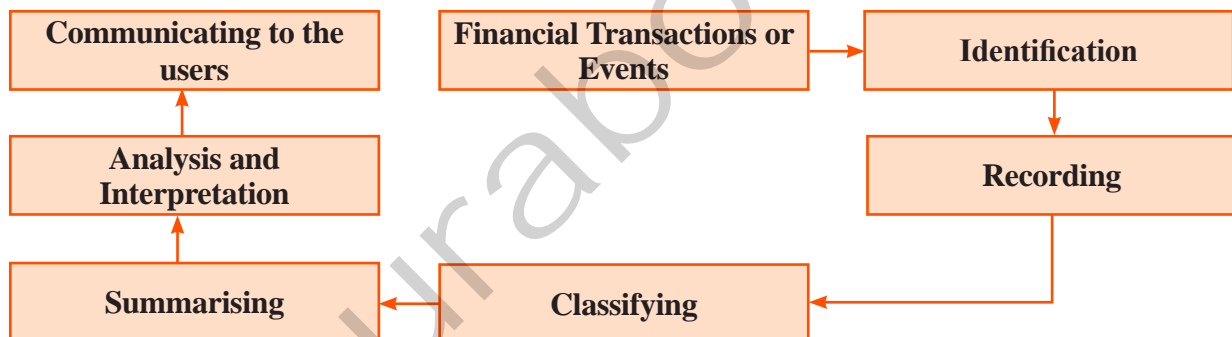 Communicating to the
users
Financial Transactions or
Events
Identification
Analysis and
Interpretation
Recording
Summarising
Classifying